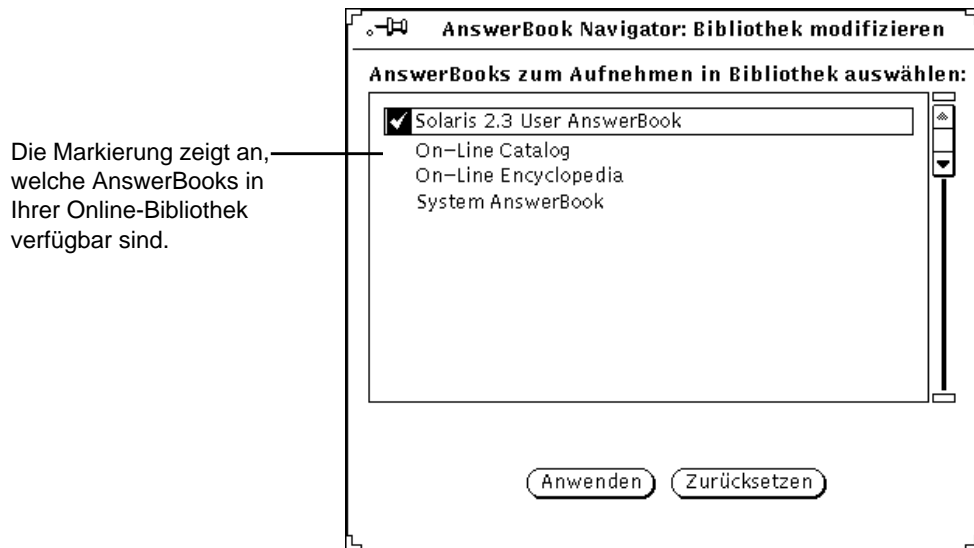 AnswerBook Navigator: Bibliothek modifizieren
AnswerBooks zum Aufnehmen in Bibliothek auswählen:
Solaris 2.3 User AnswerBook
On-Line Catalog
On-Line Encyclopedia
System AnswerBook
Die Markierung zeigt an,
welche AnswerBooks in
Ihrer Online-Bibliothek
verfügbar sind.
Anwenden
Zurücksetzen